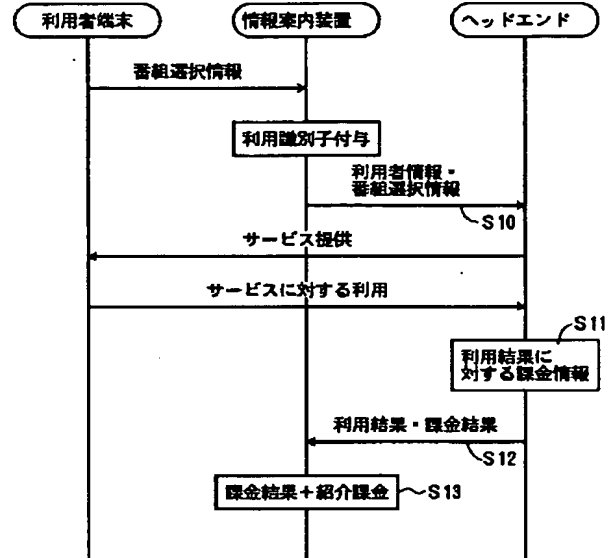 利用者端末
情報案内装置
ヘッドエンド
番組選択情報
利用識別子付与
利用者情報・
番組選択情報
S10
サービス提供
サービスに対する利用
S11
利用結果に
対する課金情報
利用結果・課金結果
S12
課金結果+紹介課金
S13